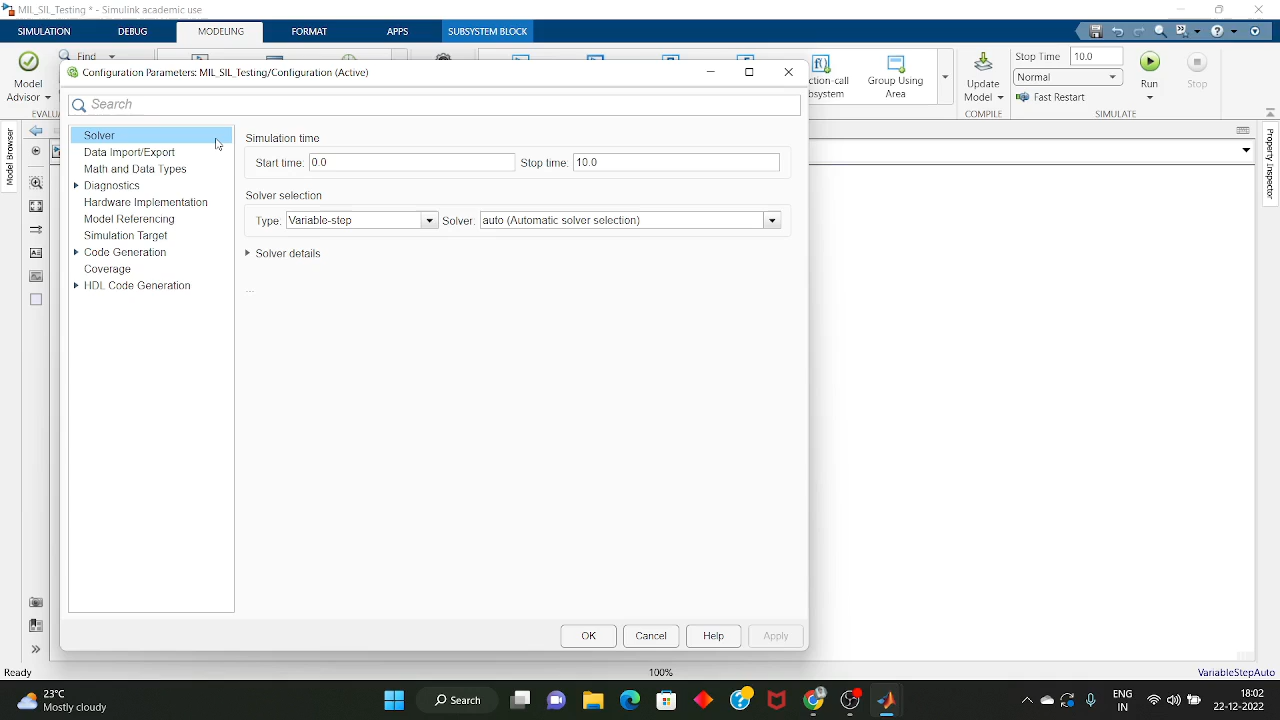 MIL_SIL_Testing * - Simulink academic use
SIMULATION
DEBUG
MODELING
FORMAT
APPS
SUBSYSTEM BLOCK
Model
Advisor
Find
Group Using
Area
Update
Model
Stop Time 10.0
Normal
Fast Restart
Run
Stop
COMPILE
SIMULATE
Configuration Parameters: MIL_SIL_Testing/Configuration (Active)
Search
Solver
Data Import/Export
Math and Data Types
Diagnostics
Hardware Implementation
Model Referencing
Simulation Target
Code Generation
Coverage
HDL Code Generation
Simulation time
Start time: 0.0
Stop time: 10.0
Solver selection
Type: Variable-step
Solver: auto (Automatic solver selection)
Solver details
...
OK
Cancel
Help
Apply
Model Browser
Property Inspector
Ready
100%
VariableStepAuto
23°C
Mostly cloudy
Search
ENG
IN
18:02
22-12-2022